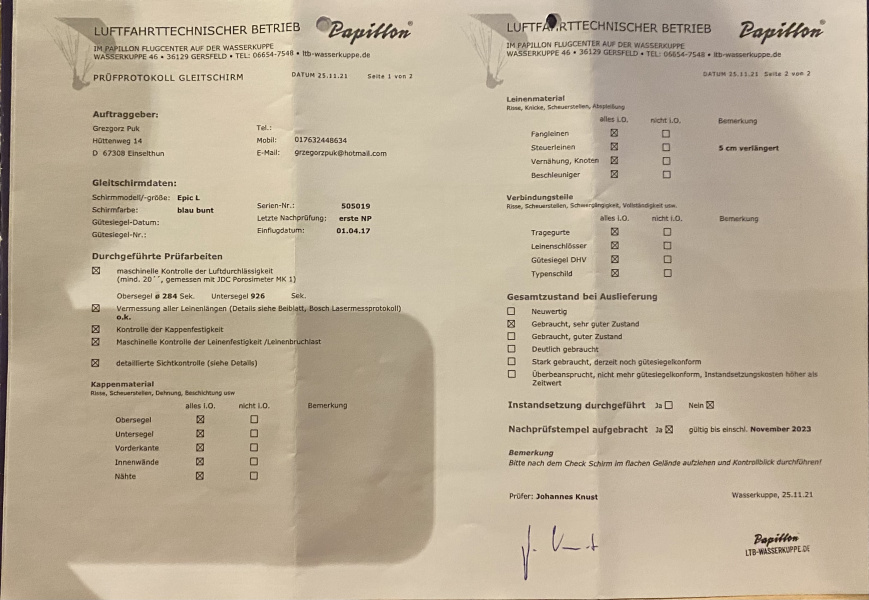 LUFTFAHRTTECHNISCHER BETRIEB Papillon®
IM PAPILLON FLUGCENTER AUF DER WASSERKUPPE
WASSERKUPPE 46 • 36129 GERSFELD • TEL: 06654-7548 • ltb-wasserkuppe.de
PRÜFPROTOKOLL GLEITSCHIRM DATUM 25.11.21 Seite 1 von 2
Auftraggeber:
Grezgorz Puk Tel.:
Hüttenweg 14 Mobil: 017632448634
D 67308 Einselthun E-Mail: grzegorzpuk@hotmail.com
Gleitschirmdaten:
Schirmmodell/-größe: Epic L
Schirmfarbe: blau bunt Serien-Nr.: 505019
Gütesiegel-Datum: Letzte Nachprüfung: erste NP
Gütesiegel-Nr.: Einflugdatum: 01.04.17
Durchgeführte Prüfarbeiten
☒ maschinelle Kontrolle der Luftdurchlässigkeit
(mind. 20´´, gemessen mit JDC Porosimeter MK 1)
Obersegel ø 284 Sek. Untersegel 926 Sek.
☒ Vermessung aller Leinenlängen (Details siehe Beiblatt, Bosch Lasermessprotokoll)
o.k.
☒ Kontrolle der Kappenfestigkeit
☒ Maschinelle Kontrolle der Leinenfestigkeit /Leinenbruchlast
☒ detaillierte Sichtkontrolle (siehe Details)
Kappenmaterial
Risse, Scheuerstellen, Dehnung, Beschichtung usw
alles i.O. nicht i.O. Bemerkung
Obersegel ☒ ☐
Untersegel ☒ ☐
Vorderkante ☒ ☐
Innenwände ☒ ☐
Nähte ☒ ☐
LUFTFAHRTTECHNISCHER BETRIEB Papillon®
IM PAPILLON FLUGCENTER AUF DER WASSERKUPPE
WASSERKUPPE 46 • 36129 GERSFELD • TEL: 06654-7548 • ltb-wasserkuppe.de
DATUM 25.11.21 Seite 2 von 2
Leinenmaterial
Risse, Knicke, Scheuerstellen, Abspleißung
alles i.O. nicht i.O. Bemerkung
Fangleinen ☒ ☐
Steuerleinen ☒ ☐ 5 cm verlängert
Vernähung, Knoten ☒ ☐
Beschleuniger ☒ ☐
Verbindungsteile
Risse, Scheuerstellen, Schwergängigkeit, Vollständigkeit usw.
alles i.O. nicht i.O. Bemerkung
Tragegurte ☒ ☐
Leinenschlösser ☒ ☐
Gütesiegel DHV ☒ ☐
Typenschild ☒ ☐
Gesamtzustand bei Auslieferung
☐ Neuwertig
☒ Gebraucht, sehr guter Zustand
☐ Gebraucht, guter Zustand
☐ Deutlich gebraucht
☐ Stark gebraucht, derzeit noch gütesiegelkonform
☐ Überbeansprucht, nicht mehr gütesiegelkonform, Instandsetzungskosten höher als
Zeitwert
Instandsetzung durchgeführt Ja ☐ Nein ☒
Nachprüfstempel aufgebracht Ja ☒ gültig bis einschl. November 2023
Bemerkung
Bitte nach dem Check Schirm im flachen Gelände aufziehen und Kontrollblick durchführen!
Prüfer: Johannes Knust Wasserkuppe, 25.11.21
J. Knust
Papillon
LTB-WASSERKUPPE.DE